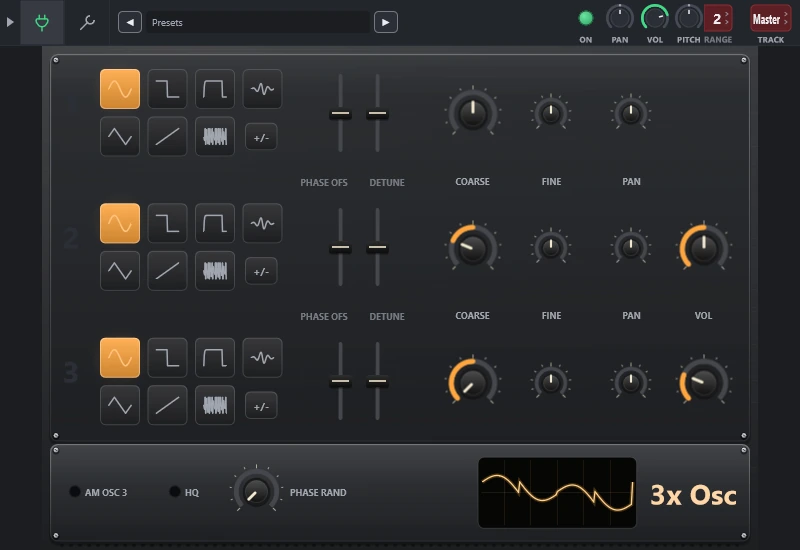 Presets
ON PAN VOL PITCH RANGE 2 Master TRACK
1
+/-
PHASE OFS DETUNE COARSE FINE PAN
2
+/-
PHASE OFS DETUNE COARSE FINE PAN VOL
3
+/-
AM OSC 3 HQ PHASE RAND 3x Osc